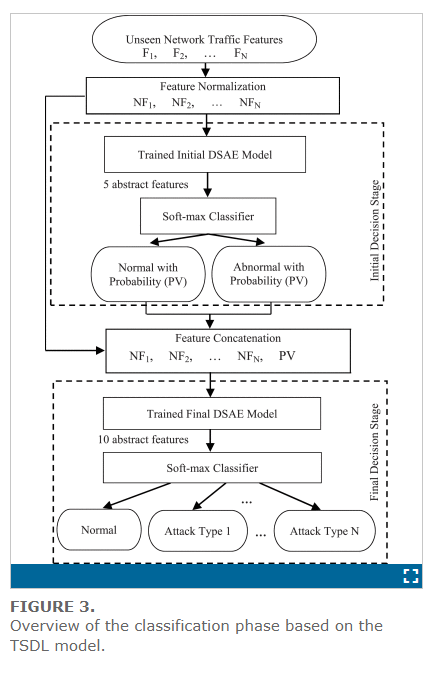 Unseen Network Traffic Features
F1, F2, ... FN
Feature Normalization
NF1, NF2, ... NFN
Trained Initial DSAE Model
5 abstract features
Soft-max Classifier
Normal with
Probability (PV)
Abnormal with
Probability (PV)
Initial Decision Stage
Feature Concatenation
NF1, NF2, ... NFN, PV
Trained Final DSAE Model
10 abstract features
Soft-max Classifier
...
Normal
Attack Type 1
...
Attack Type N
Final Decision Stage
FIGURE 3.
Overview of the classification phase based on the
TSDL model.